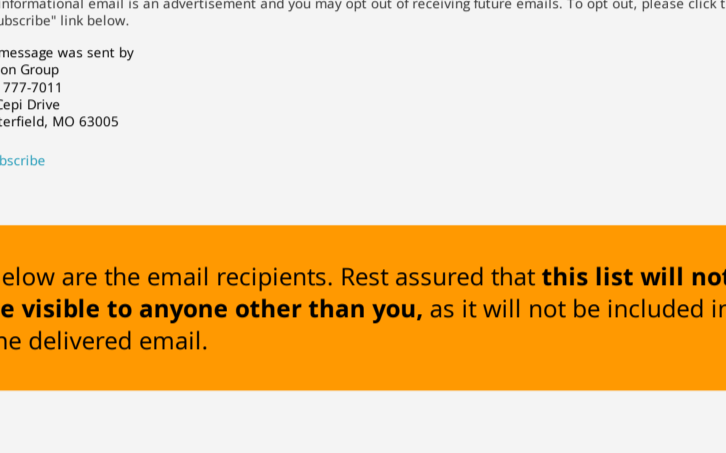 nformational email is an advertisement and you may opt out of receiving future emails. To opt out, please click t
ubscribe" link below.
message was sent by
on Group
777-7011
Cepi Drive
terfield, MO 63005
bscribe
elow are the email recipients. Rest assured that this list will not
e visible to anyone other than you, as it will not be included in
he delivered email.